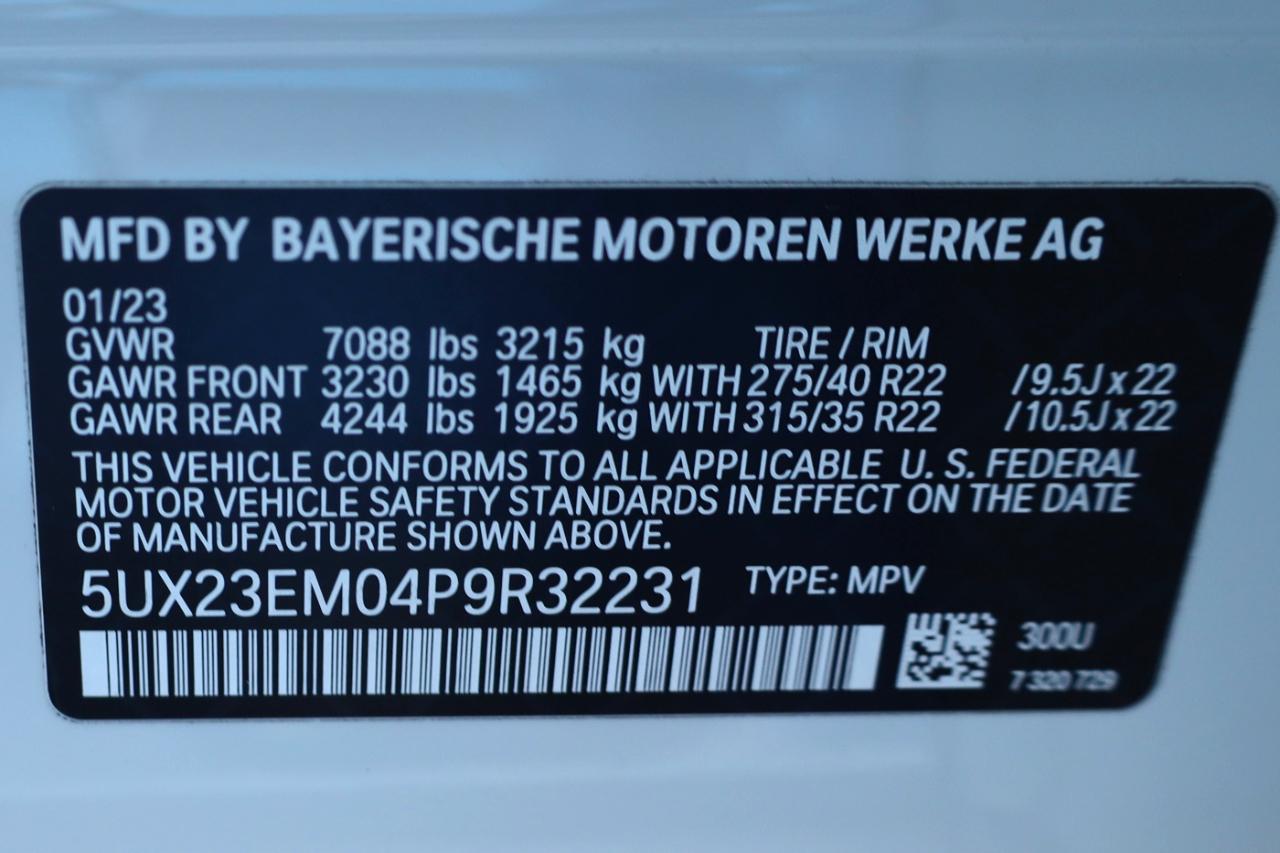 MFD BY BAYERISCHE MOTOREN WERKE AG
01/23
GVWR 7088 lbs 3215 kg TIRE / RIM
GAWR FRONT 3230 lbs 1465 kg WITH 275/40 R22 /9.5J x 22
GAWR REAR 4244 lbs 1925 kg WITH 315/35 R22 /10.5J x 22
THIS VEHICLE CONFORMS TO ALL APPLICABLE U. S. FEDERAL
MOTOR VEHICLE SAFETY STANDARDS IN EFFECT ON THE DATE
OF MANUFACTURE SHOWN ABOVE.
5UX23EM04P9R32231 TYPE: MPV
300U
7 320 729